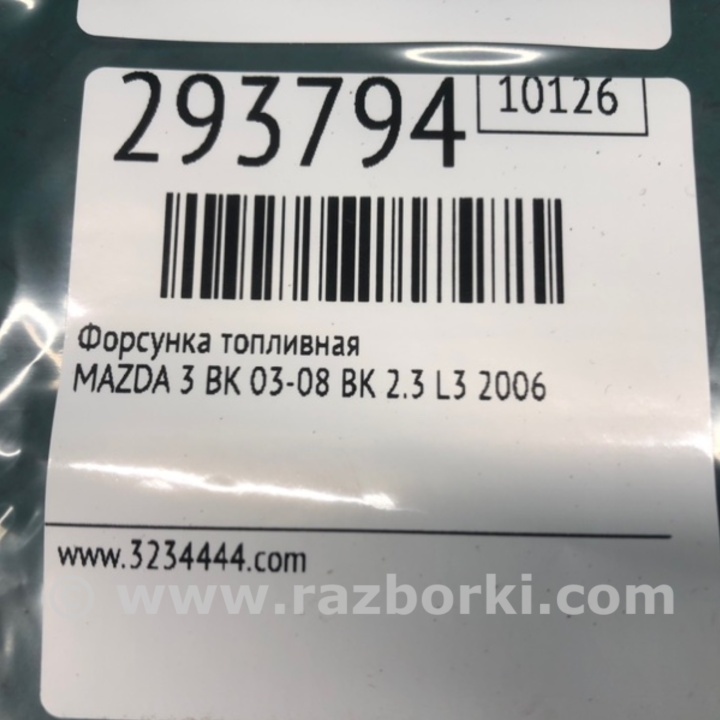 293794
10126
Форсунка топливная
MAZDA 3 BK 03-08 BK 2.3 L3 2006
www.3234444.com
© www.razborki.com